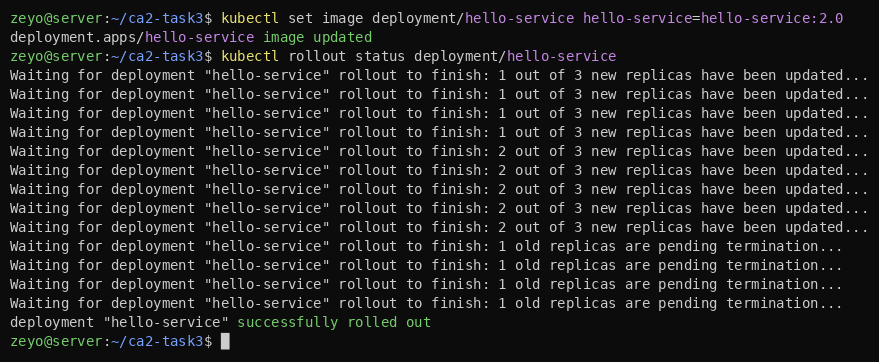 zeyo@server:~/ca2-task3$ kubectl set image deployment/hello-service hello-service=hello-service:2.0
deployment.apps/hello-service image updated
zeyo@server:~/ca2-task3$ kubectl rollout status deployment/hello-service
Waiting for deployment "hello-service" rollout to finish: 1 out of 3 new replicas have been updated...
Waiting for deployment "hello-service" rollout to finish: 1 out of 3 new replicas have been updated...
Waiting for deployment "hello-service" rollout to finish: 1 out of 3 new replicas have been updated...
Waiting for deployment "hello-service" rollout to finish: 1 out of 3 new replicas have been updated...
Waiting for deployment "hello-service" rollout to finish: 2 out of 3 new replicas have been updated...
Waiting for deployment "hello-service" rollout to finish: 2 out of 3 new replicas have been updated...
Waiting for deployment "hello-service" rollout to finish: 2 out of 3 new replicas have been updated...
Waiting for deployment "hello-service" rollout to finish: 2 out of 3 new replicas have been updated...
Waiting for deployment "hello-service" rollout to finish: 2 out of 3 new replicas have been updated...
Waiting for deployment "hello-service" rollout to finish: 1 old replicas are pending termination...
Waiting for deployment "hello-service" rollout to finish: 1 old replicas are pending termination...
Waiting for deployment "hello-service" rollout to finish: 1 old replicas are pending termination...
Waiting for deployment "hello-service" rollout to finish: 1 old replicas are pending termination...
deployment "hello-service" successfully rolled out
zeyo@server:~/ca2-task3$